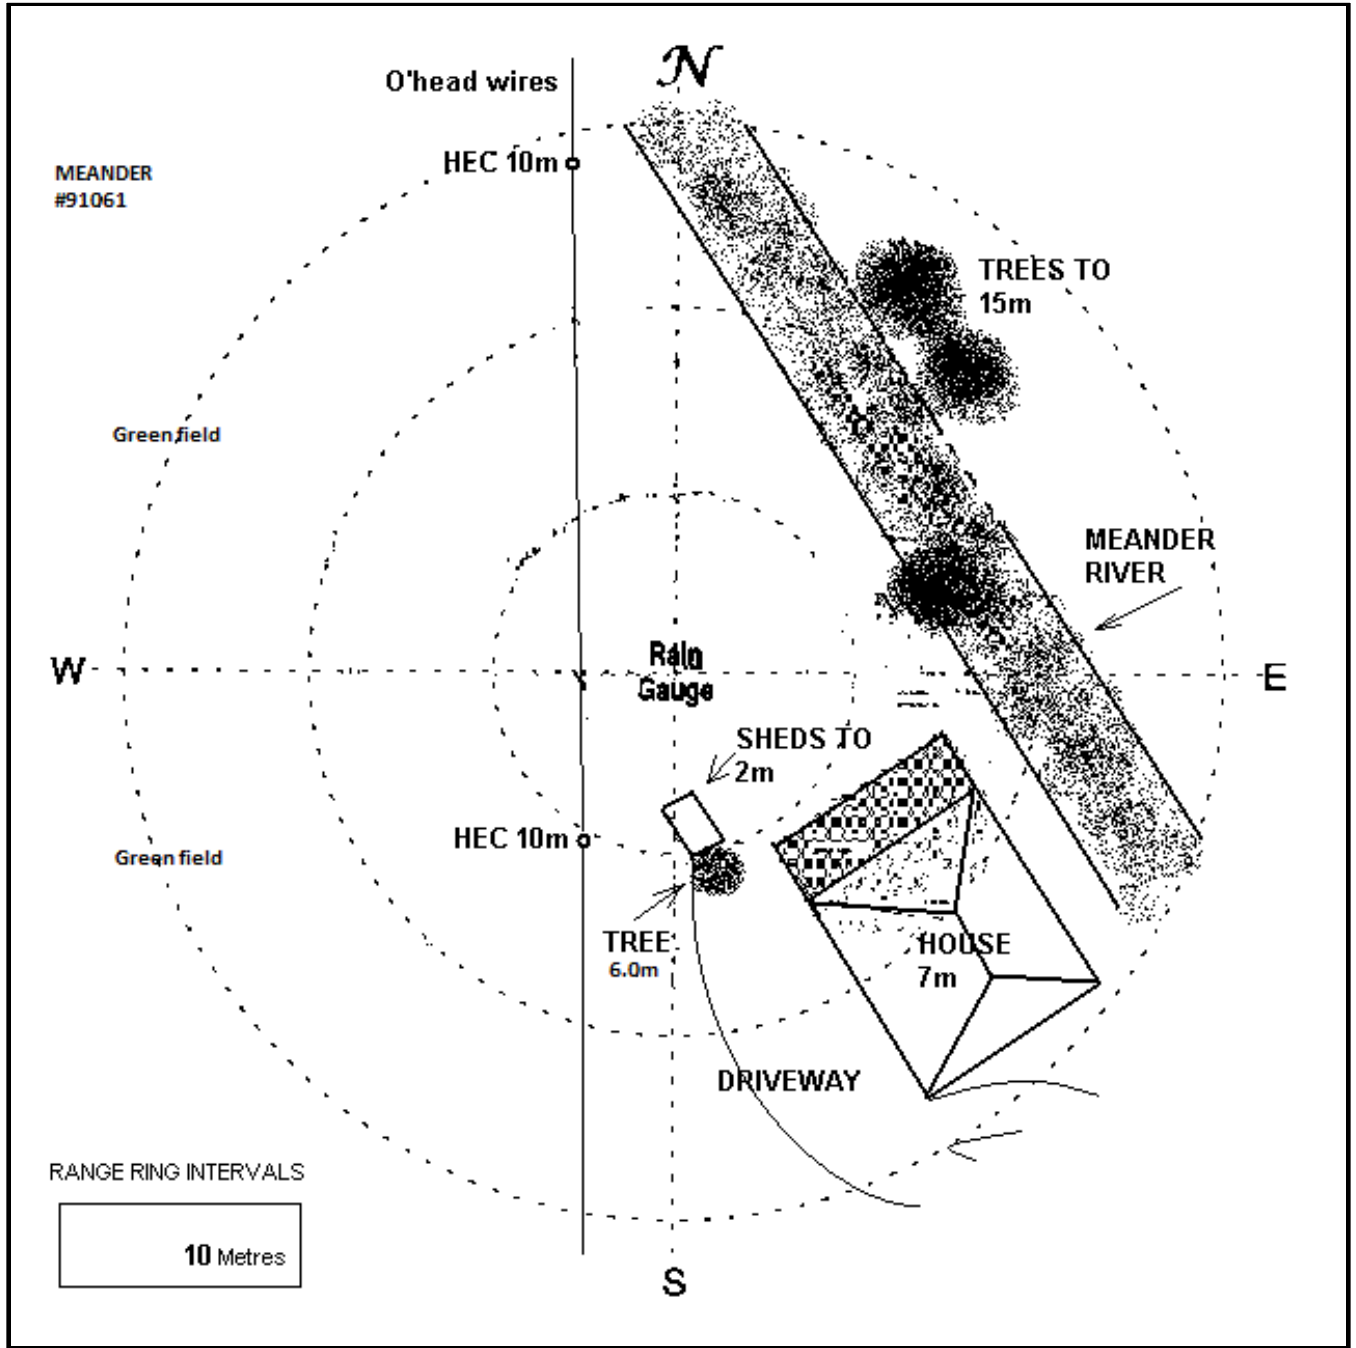 N
O'head wires
HEC 10m
MEANDER
#91061
TREES TO
15m
Green field
MEANDER
RIVER
W
Rain
Gauge
E
SHEDS TO
2m
HEC 10m
Green field
TREE
6.0m
HOUSE
7m
DRIVEWAY
RANGE RING INTERVALS
10 Metres
S